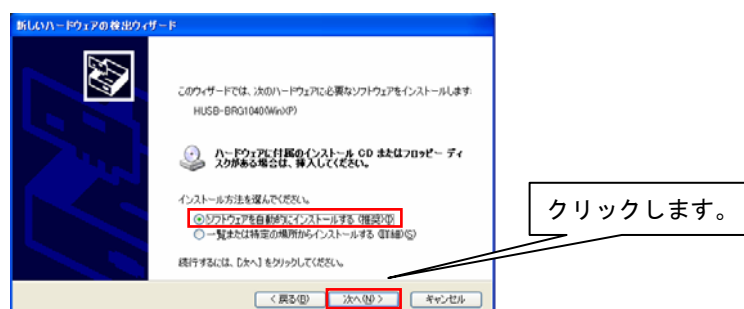 新しいハードウェアの検出ウィザード
このウィザードでは、次のハードウェアに必要なソフトウェアをインストールします:
HUSB-BRG1040(WinXP)
ハードウェアに付属のインストール CD またはフロッピー ディ
スクがある場合は、挿入してください。
インストール方法を選んでください。
ソフトウェアを自動的にインストールする (推奨)(I)
一覧または特定の場所からインストールする (詳細)(S)
続行するには、[次へ] をクリックしてください。
クリックします。
< 戻る(B)
次へ(N) >
キャンセル